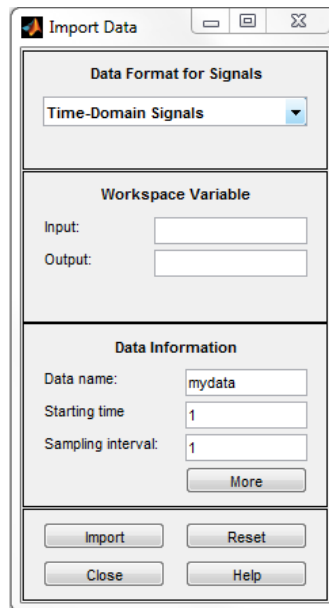 Import Data
Data Format for Signals
Time-Domain Signals
Workspace Variable
Input:
Output:
Data Information
Data name: mydata
Starting time 1
Sampling interval: 1
More
Import Reset
Close Help